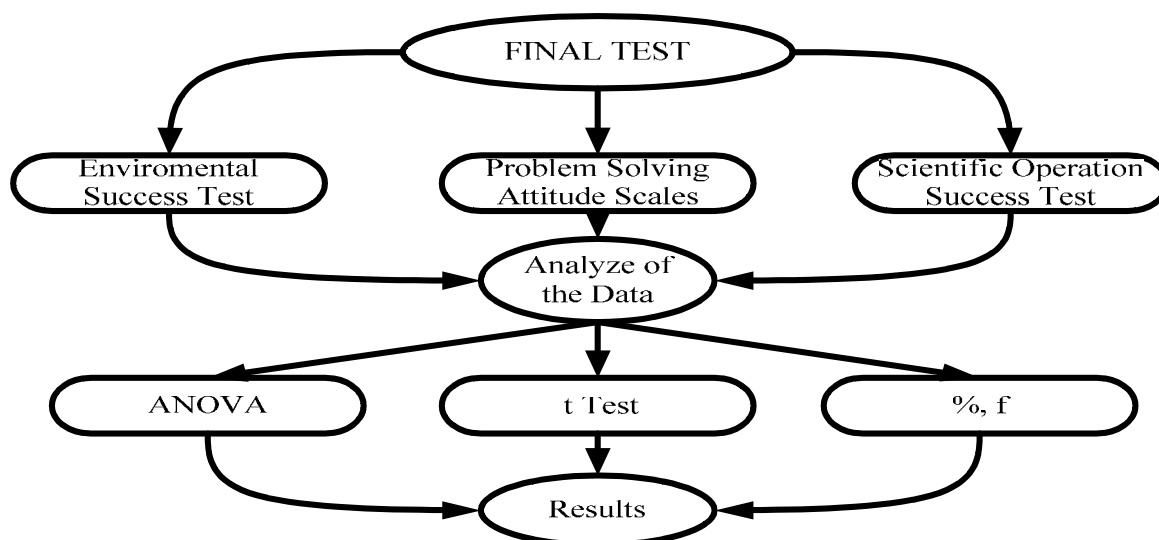 FINAL TEST
Enviromental
Success Test
Problem Solving
Attitude Scales
Scientific Operation
Success Test
Analyze of
the Data
ANOVA
t Test
%, f
Results